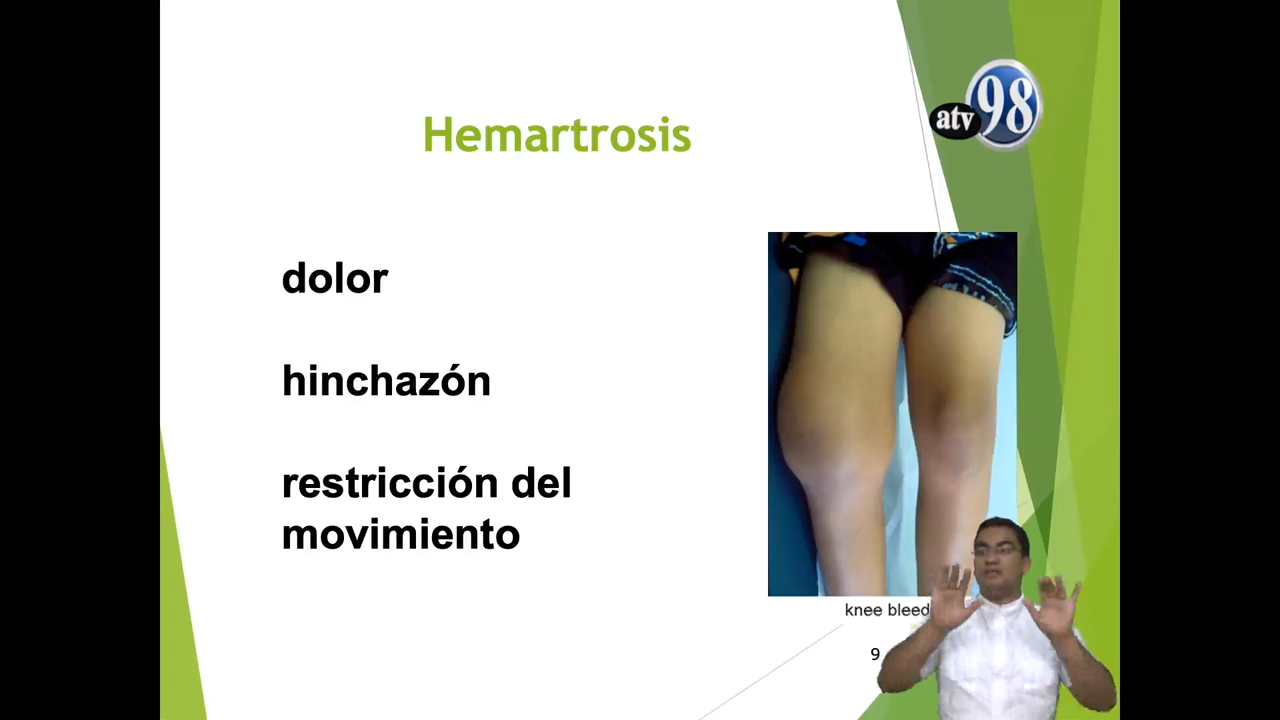 atv 98
Hemartrosis
dolor
hinchazón
restricción del
movimiento
knee bleed
9